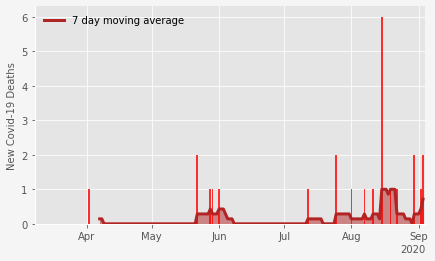 7 day moving average
New Covid-19 Deaths
6
5
4
3
2
1
0
Apr
May
Jun
Jul
Aug
Sep
2020